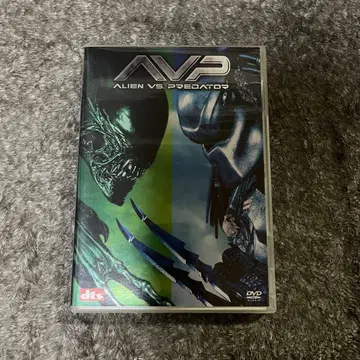 AVP
ALIEN VS. PREDATOR
dts
DVD